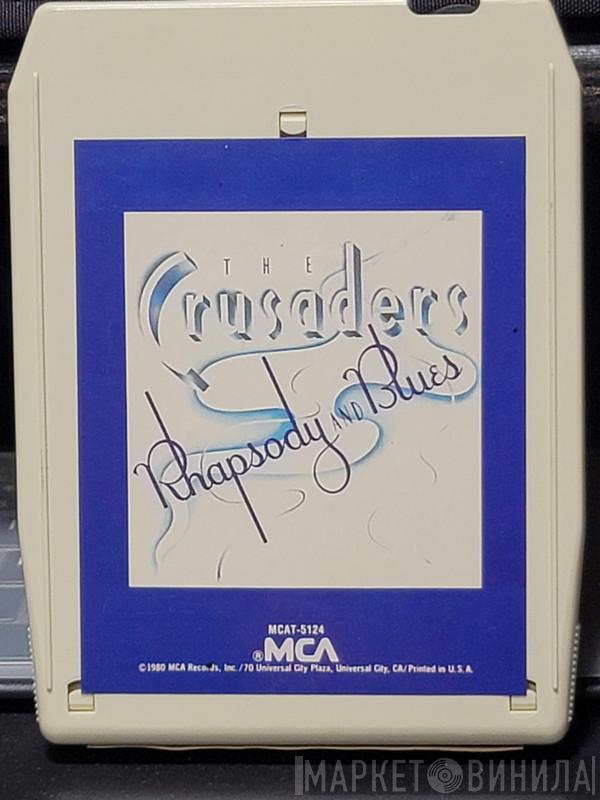 THE
Crusaders
Rhapsody AND Blues
MCAT-5124
®MCA
©1980 MCA Records, Inc./70 Universal City Plaza, Universal City, CA/Printed in U.S.A.
МАРКЕТ ВИНИЛА